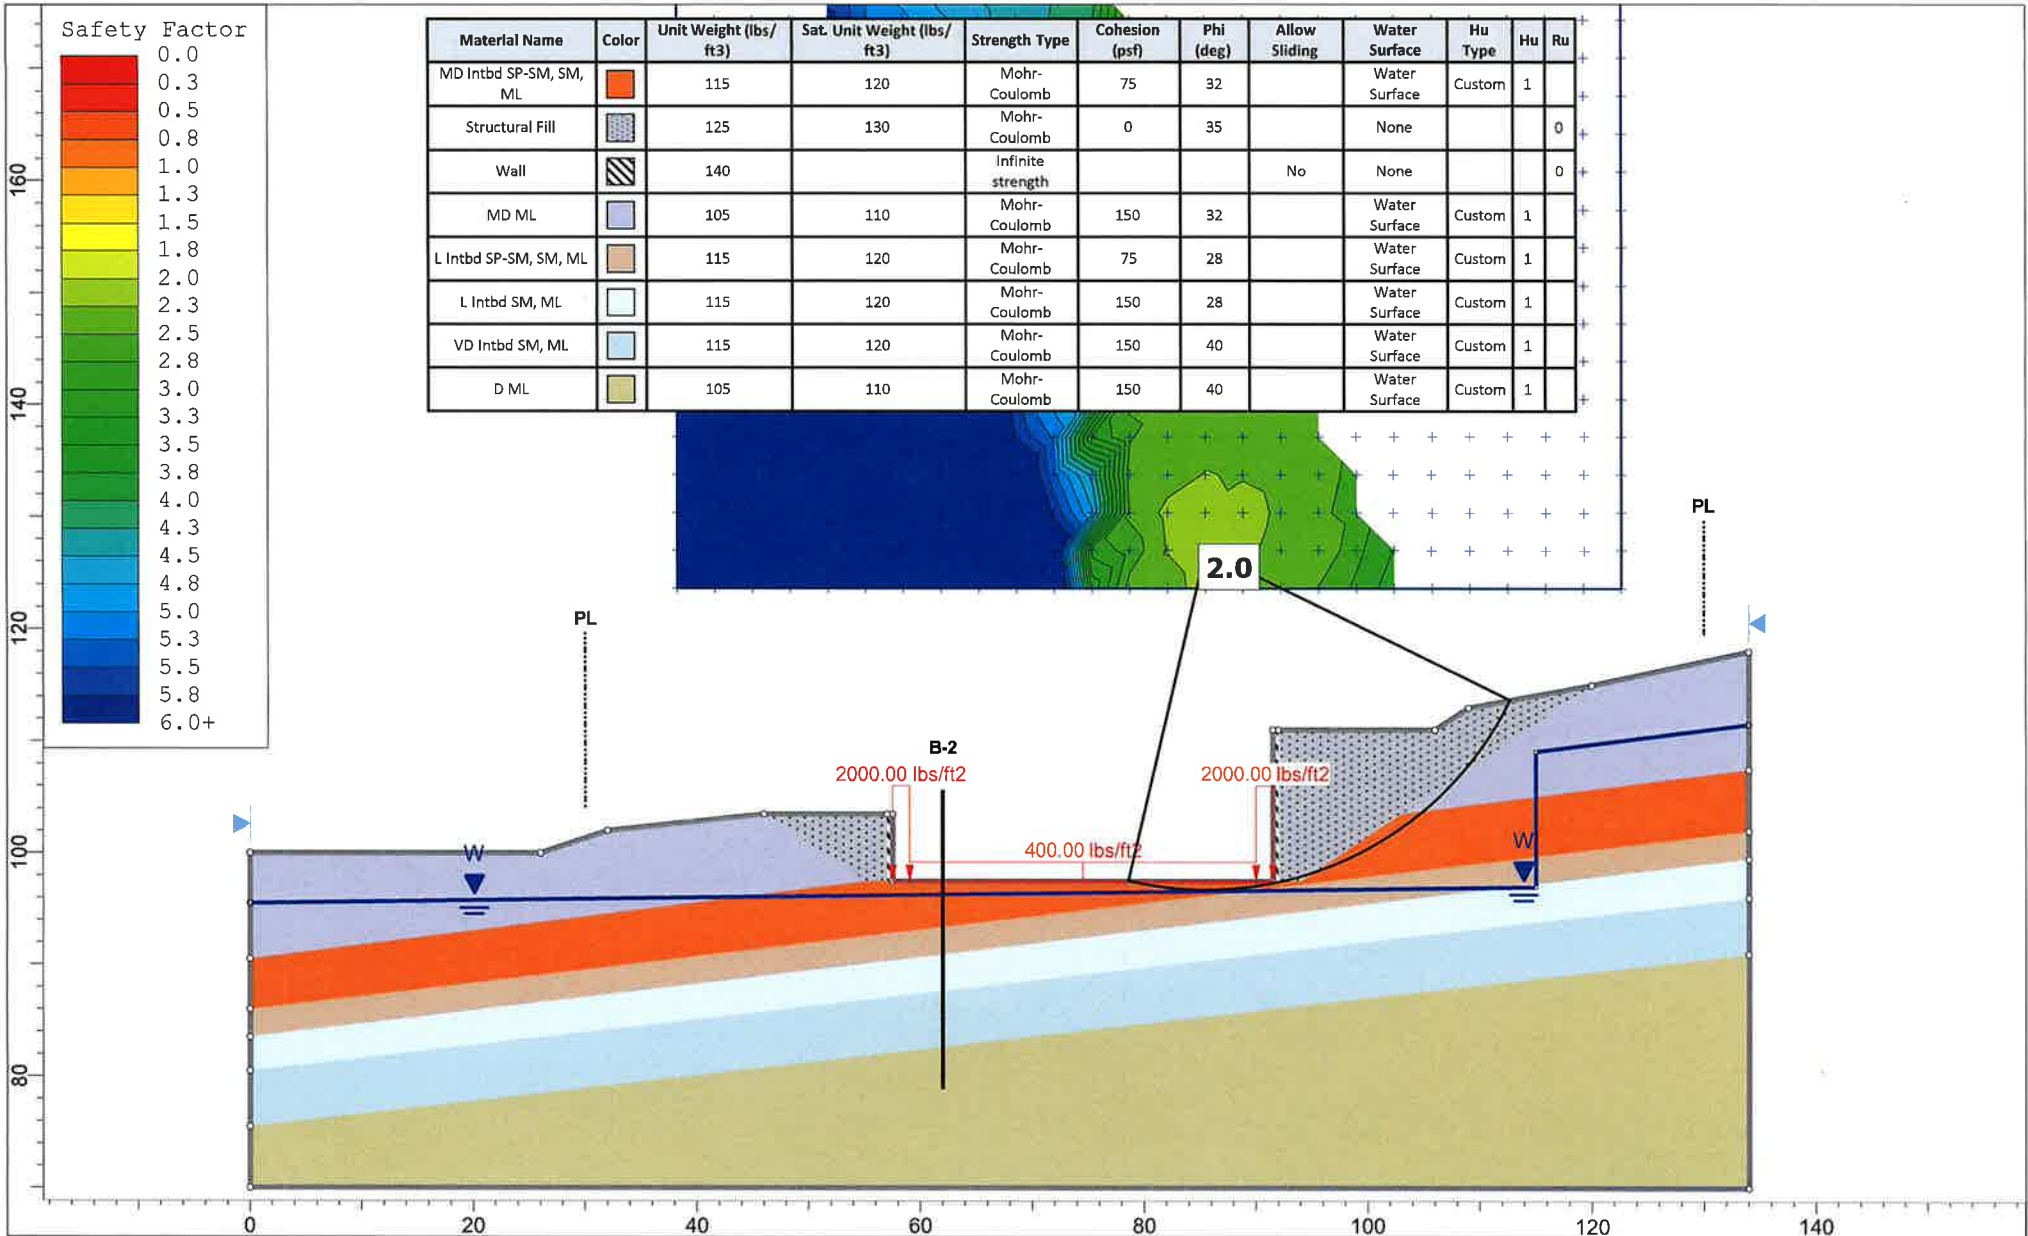 Safety Factor
0.0
0.3
0.5
0.8
1.0
1.3
1.5
1.8
2.0
2.3
2.5
2.8
3.0
3.3
3.5
3.8
4.0
4.3
4.5
4.8
5.0
5.3
5.5
5.8
6.0+
Material Name Color Unit Weight (lbs/ft3) Sat. Unit Weight (lbs/ft3) Strength Type Cohesion (psf) Phi (deg) Allow Sliding Water Surface Hu Type Hu Ru
MD Intbd SP-SM, SM, ML 115 120 Mohr-Coulomb 75 32 Water Surface Custom 1
Structural Fill 125 130 Mohr-Coulomb 0 35 None 0
Wall 140 Infinite strength No None 0
MD ML 105 110 Mohr-Coulomb 150 32 Water Surface Custom 1
L Intbd SP-SM, SM, ML 115 120 Mohr-Coulomb 75 28 Water Surface Custom 1
L Intbd SM, ML 115 120 Mohr-Coulomb 150 28 Water Surface Custom 1
VD Intbd SM, ML 115 120 Mohr-Coulomb 150 40 Water Surface Custom 1
D ML 105 110 Mohr-Coulomb 150 40 Water Surface Custom 1
160
140
120
100
80
PL
PL
2.0
B-2
2000.00 lbs/ft2
2000.00 lbs/ft2
400.00 lbs/ft2
W
W
0 20 40 60 80 100 120 140